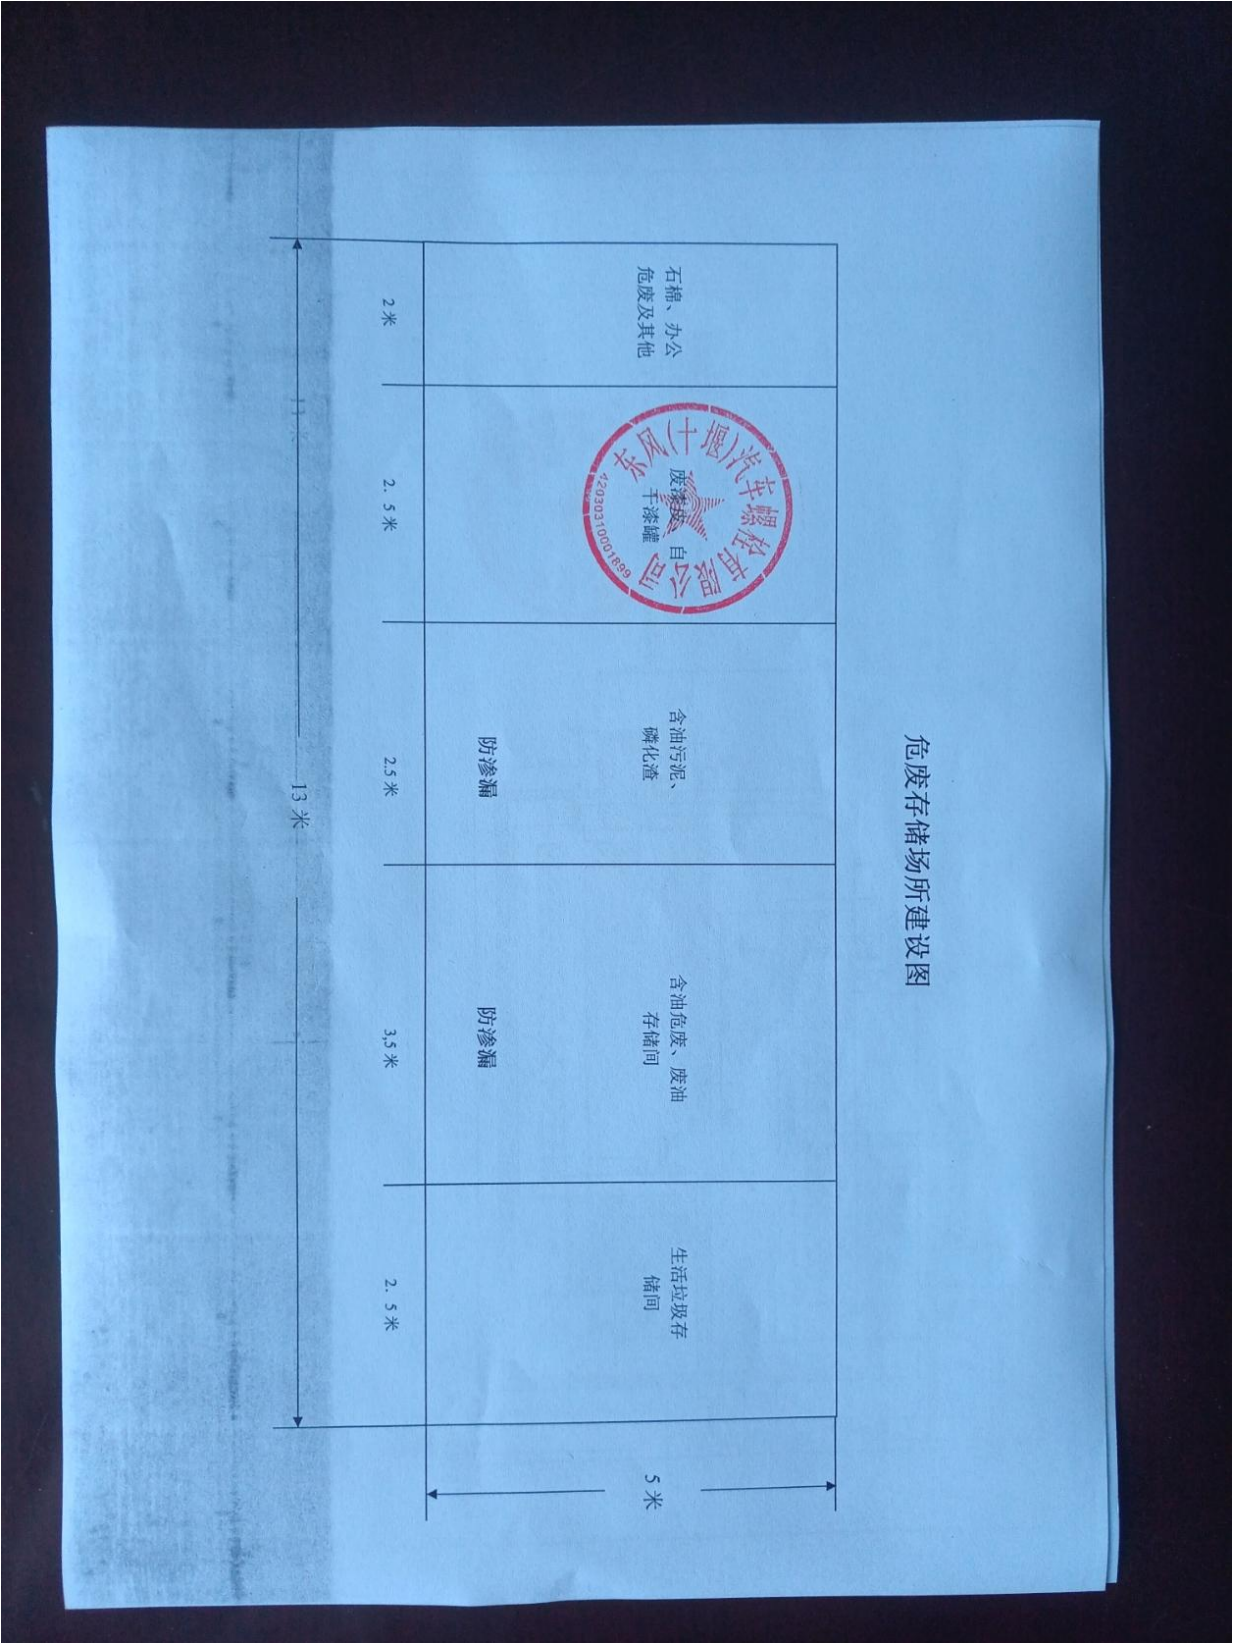 危废存储场所建设图
石棉、办公
危废及其他
废漆皮 自
干漆罐
东风(十堰)汽车螺栓有限公司
42030310001899
含油污泥、
磷化渣
含油危废、废油
存储间
生活垃圾存
储间
5 米
防渗漏
防渗漏
2 米
2. 5 米
2.5 米
3,5 米
2. 5 米
13 米